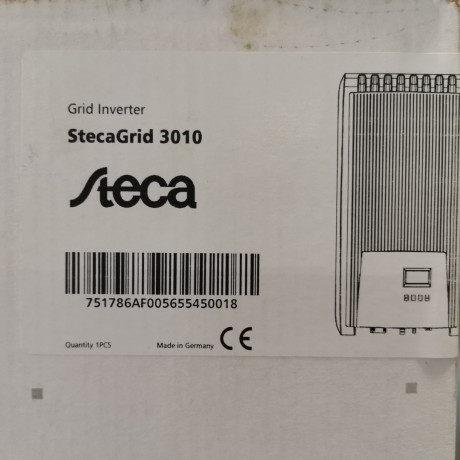 Grid Inverter
StecaGrid 3010
Steca
751786AF005655450018
Quantity 1PCS
Made in Germany CE